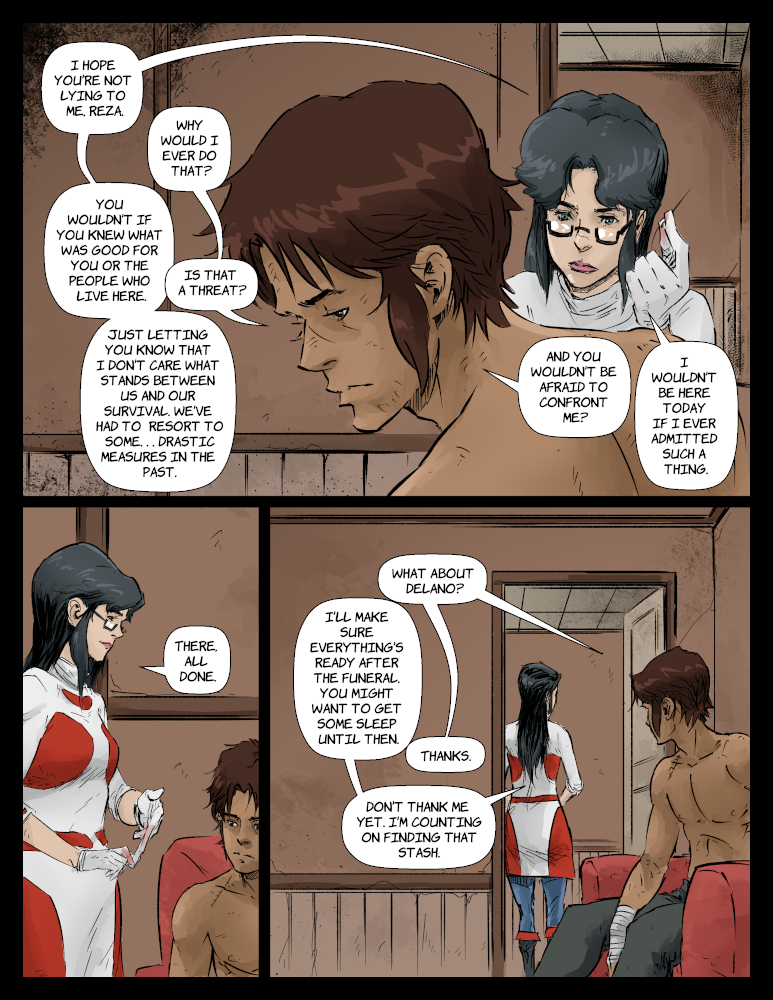 I HOPE
YOU'RE NOT
LYING TO
ME, REZA.
WHY
WOULD I
EVER DO
THAT?
YOU
WOULDN'T IF
YOU KNEW WHAT
WAS GOOD FOR
YOU OR THE
PEOPLE WHO
LIVE HERE.
IS THAT
A THREAT?
JUST LETTING
YOU KNOW THAT
I DON'T CARE WHAT
STANDS BETWEEN
US AND OUR
SURVIVAL. WE'VE
HAD TO RESORT TO
SOME... DRASTIC
MEASURES IN THE
PAST.
AND YOU
WOULDN'T BE
AFRAID TO
CONFRONT
ME?
I
WOULDN'T
BE HERE
TODAY
IF I EVER
ADMITTED
SUCH A
THING.
THERE,
ALL
DONE.
WHAT ABOUT
DELANO?
I'LL MAKE
SURE
EVERYTHING'S
READY AFTER
THE FUNERAL.
YOU MIGHT
WANT TO GET
SOME SLEEP
UNTIL THEN.
THANKS.
DON'T THANK ME
YET. I'M COUNTING
ON FINDING THAT
STASH.